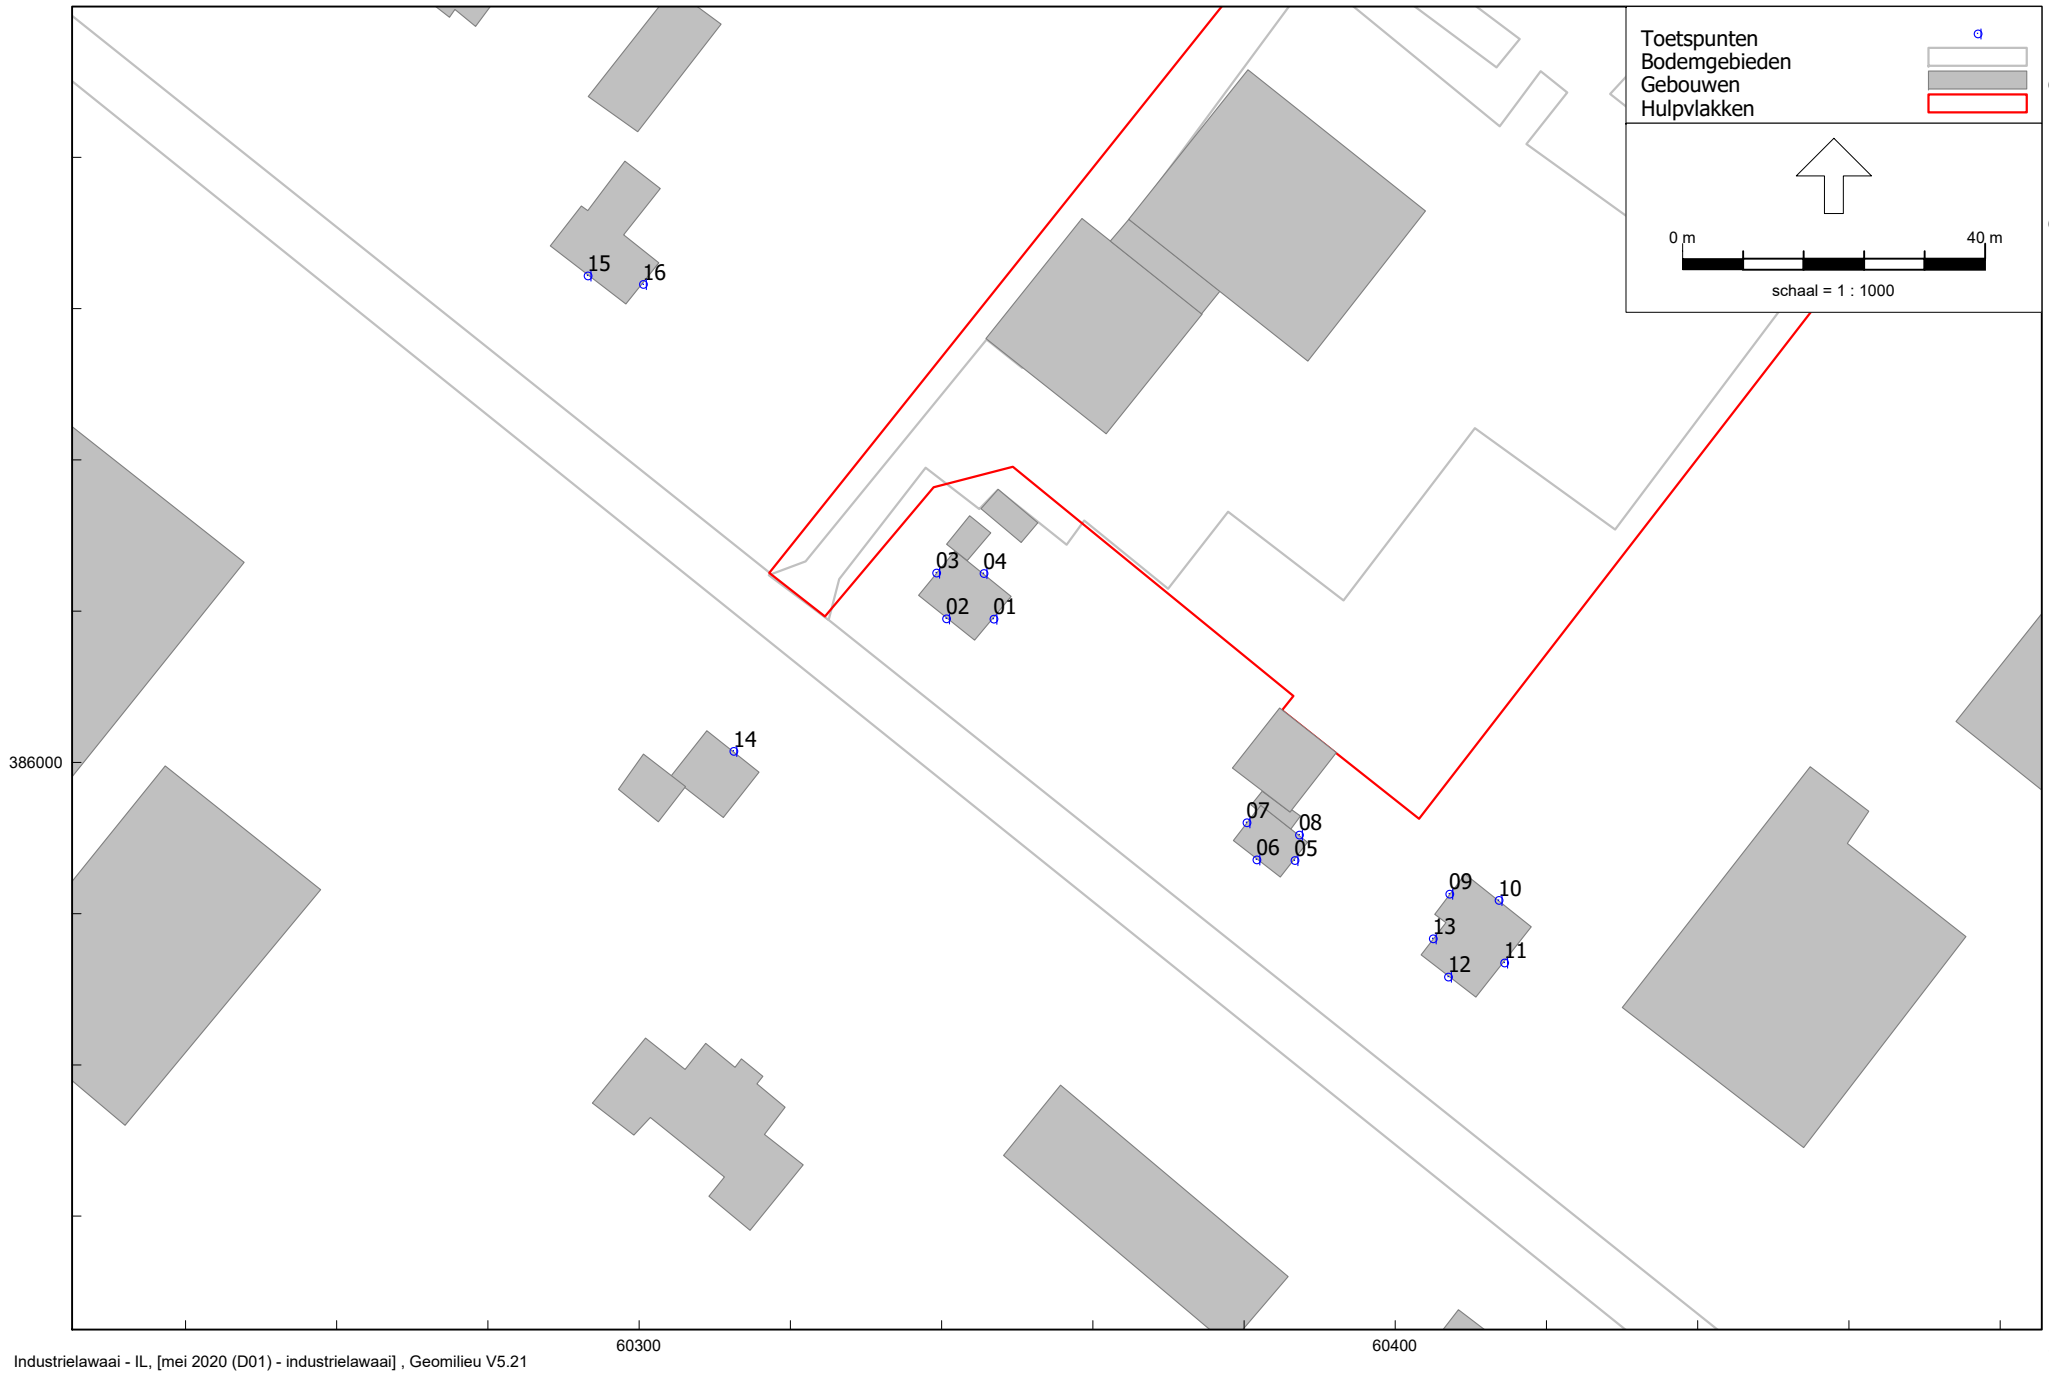 Toetspunten
Bodemgebieden
Gebouwen
Hulpvlakken
0 m 40 m
schaal = 1 : 1000
15
16
03
04
02
01
14
386000
07
08
06
05
09
10
13
11
12
60300
60400
Industrielawaai - IL, [mei 2020 (D01) - industrielawaai] , Geomilieu V5.21